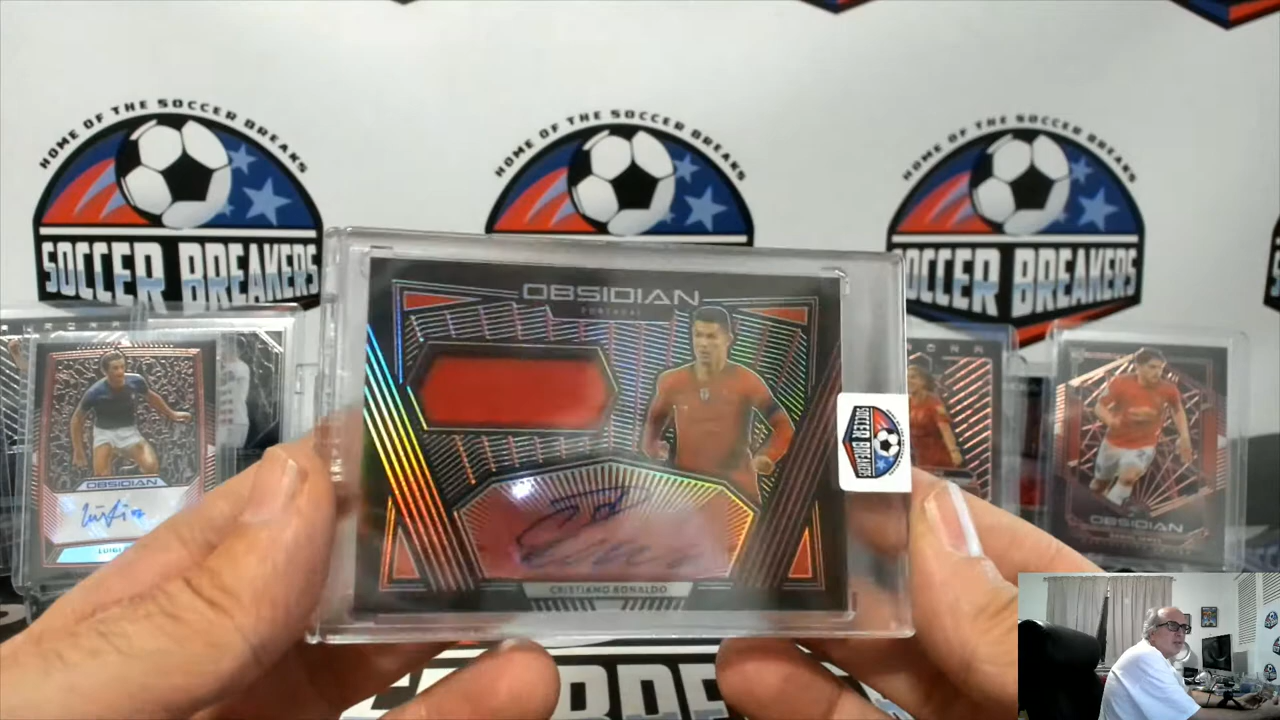 HOME OF THE SOCCER BREAKS
SOCCER BREAKERS
HOME OF THE SOCCER BREAKS
HOME OF THE SOCCER BREAKS
SOCCER BREAKERS
OBSIDIAN
PORTUGAL
CRISTIANO RONALDO
SOCCER BREAKERS
OBSIDIAN
LUIGI
OBSIDIAN